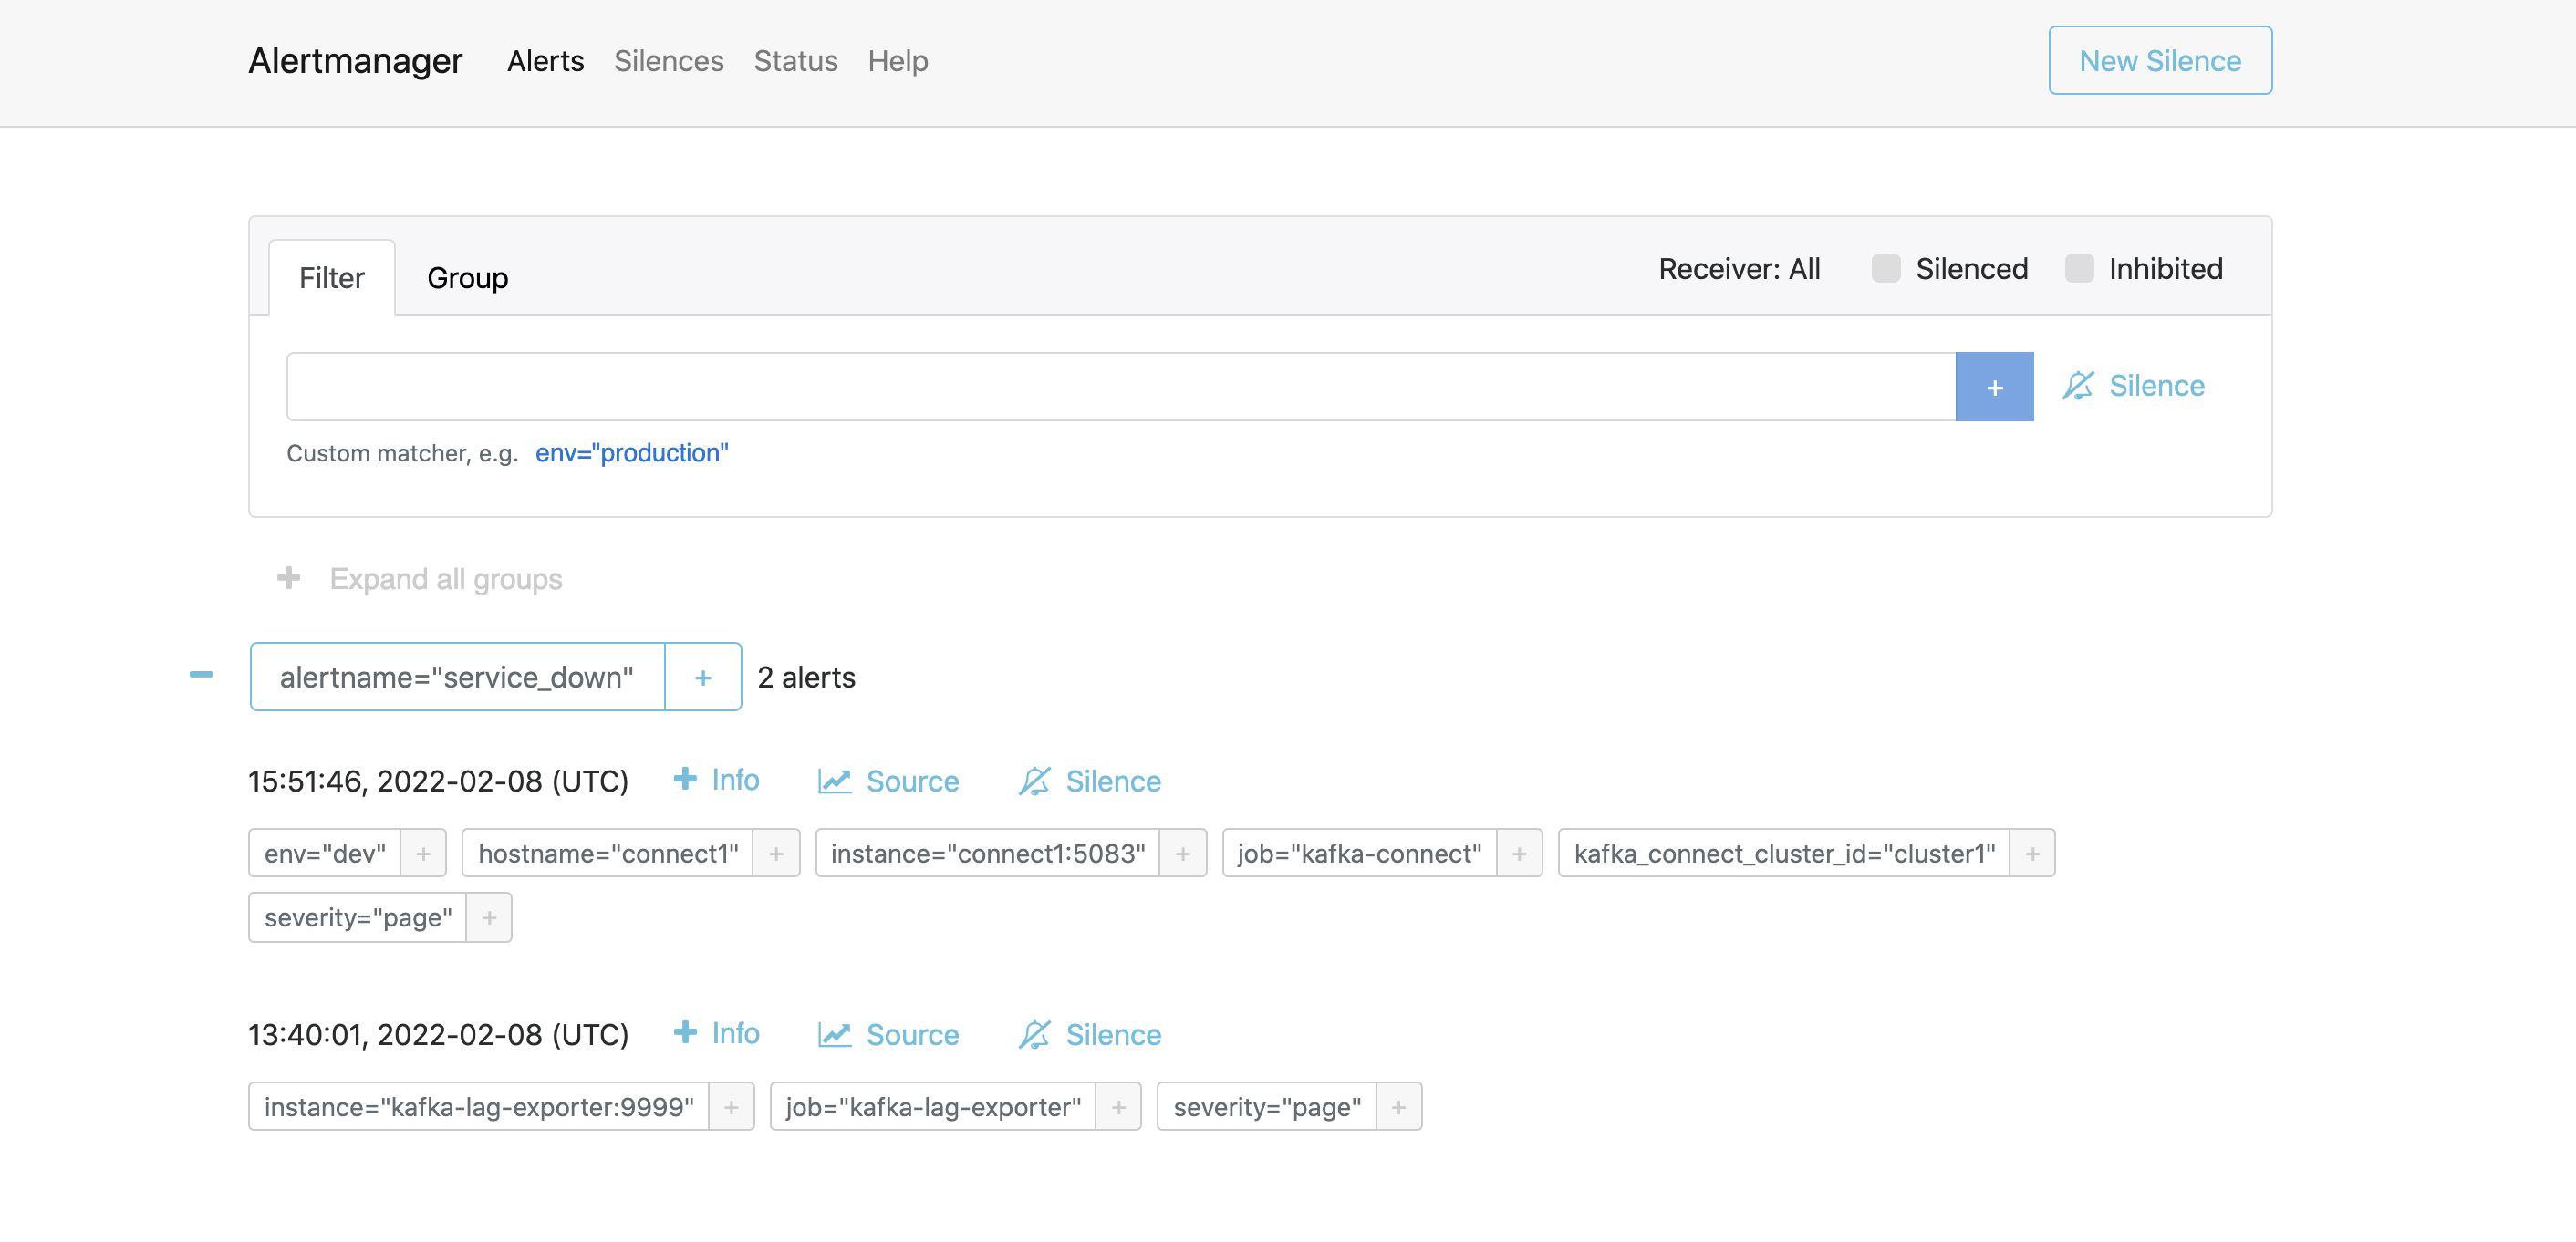 Alertmanager Alerts Silences Status Help New Silence
Filter Group Receiver: All Silenced Inhibited
+ Silence
Custom matcher, e.g. env="production"
+ Expand all groups
alertname="service_down" + 2 alerts
15:51:46, 2022-02-08 (UTC) + Info Source Silence
env="dev" + hostname="connect1" + instance="connect1:5083" + job="kafka-connect" + kafka_connect_cluster_id="cluster1" +
severity="page" +
13:40:01, 2022-02-08 (UTC) + Info Source Silence
instance="kafka-lag-exporter:9999" + job="kafka-lag-exporter" + severity="page" +